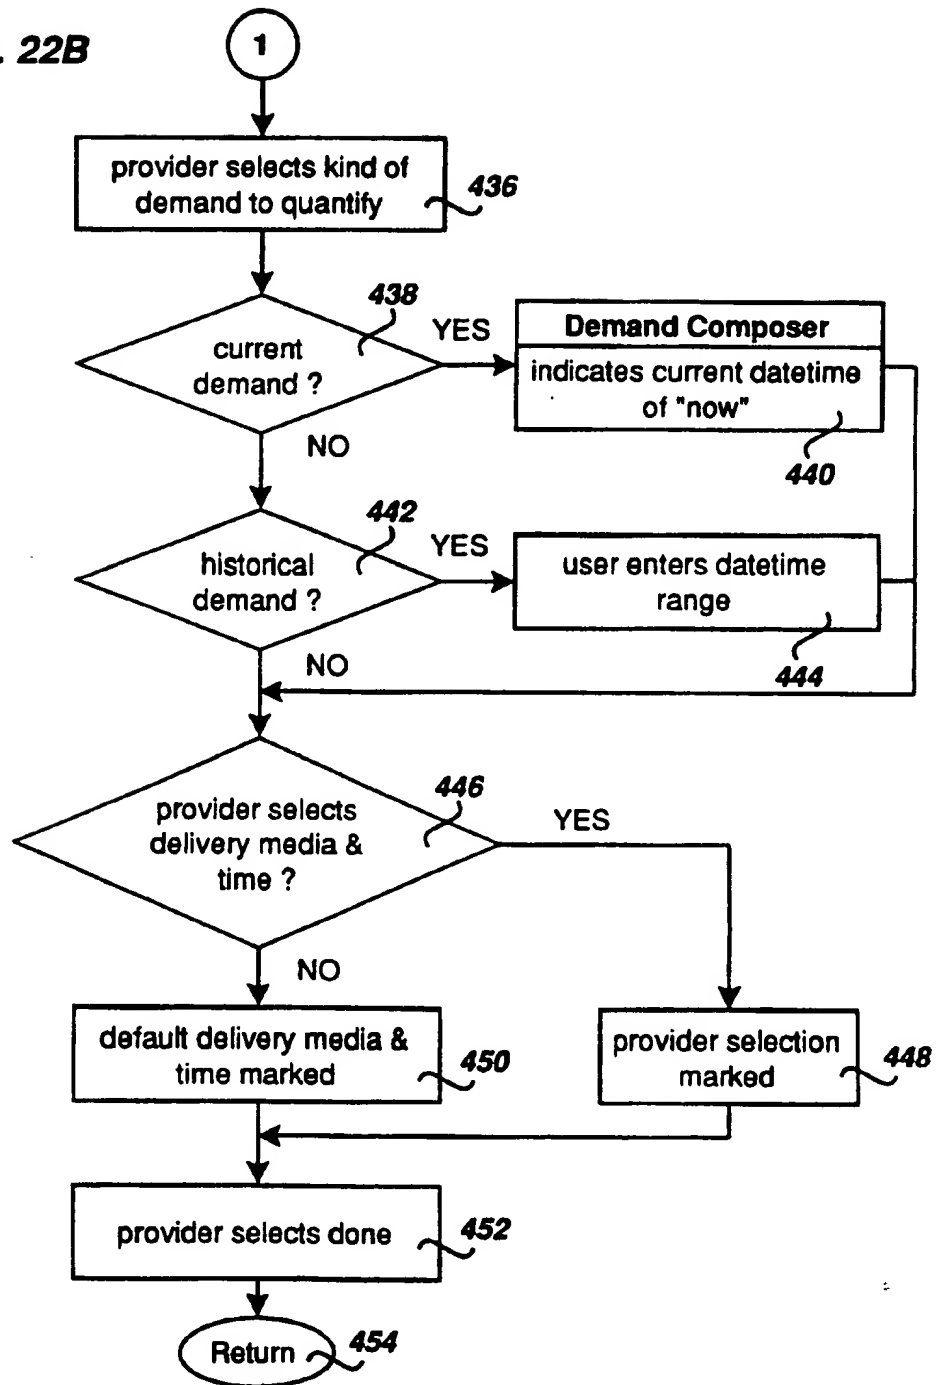 . 22B
1
provider selects kind of
demand to quantify
436
438
current
demand ?
YES
Demand Composer
indicates current datetime
of "now"
440
NO
442
historical
demand ?
YES
user enters datetime
range
444
NO
446
provider selects
delivery media &
time ?
YES
NO
default delivery media &
time marked
450
provider selection
marked
448
provider selects done
452
Return
454